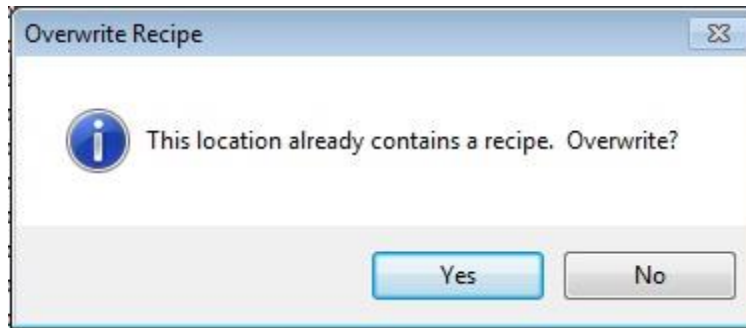 Overwrite Recipe
This location already contains a recipe.  Overwrite?
Yes
No